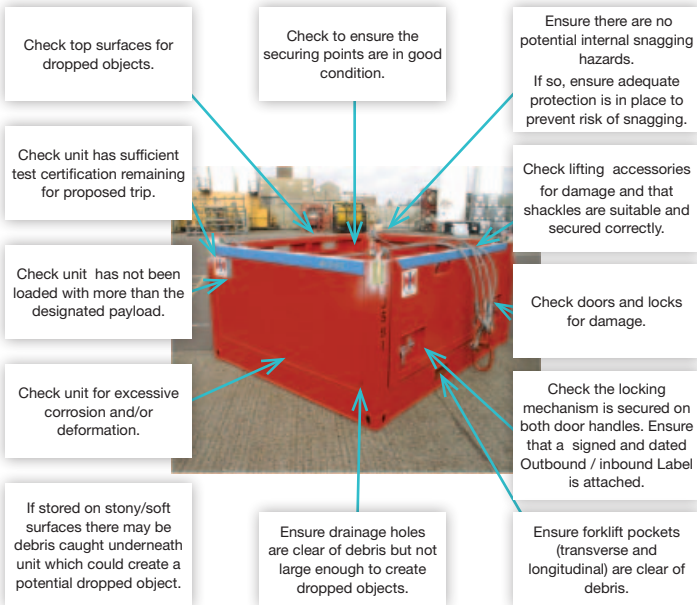 Check top surfaces for
dropped objects.
Check to ensure the
securing points are in good
condition.
Ensure there are no
potential internal snagging
hazards.
If so, ensure adequate
protection is in place to
prevent risk of snagging.
Check unit has sufficient
test certification remaining
for proposed trip.
Check lifting accessories
for damage and that
shackles are suitable and
secured correctly.
Check unit has not been
loaded with more than the
designated payload.
Check doors and locks
for damage.
Check unit for excessive
corrosion and/or
deformation.
Check the locking
mechanism is secured on
both door handles. Ensure
that a signed and dated
Outbound / inbound Label
is attached.
If stored on stony/soft
surfaces there may be
debris caught underneath
unit which could create a
potential dropped object.
Ensure drainage holes
are clear of debris but not
large enough to create
dropped objects.
Ensure forklift pockets
(transverse and
longitudinal) are clear of
debris.